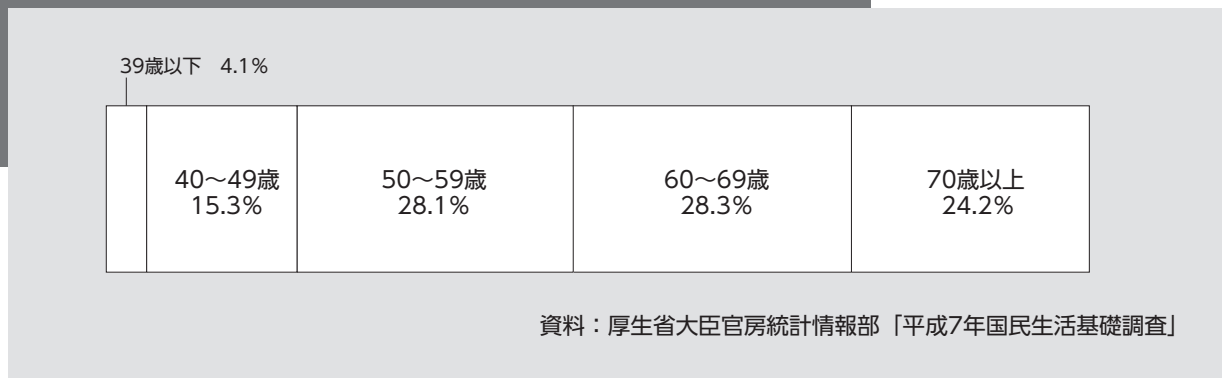 39歳以下　4.1%
40〜49歳
15.3%
50〜59歳
28.1%
60〜69歳
28.3%
70歳以上
24.2%
資料：厚生省大臣官房統計情報部「平成7年国民生活基礎調査」